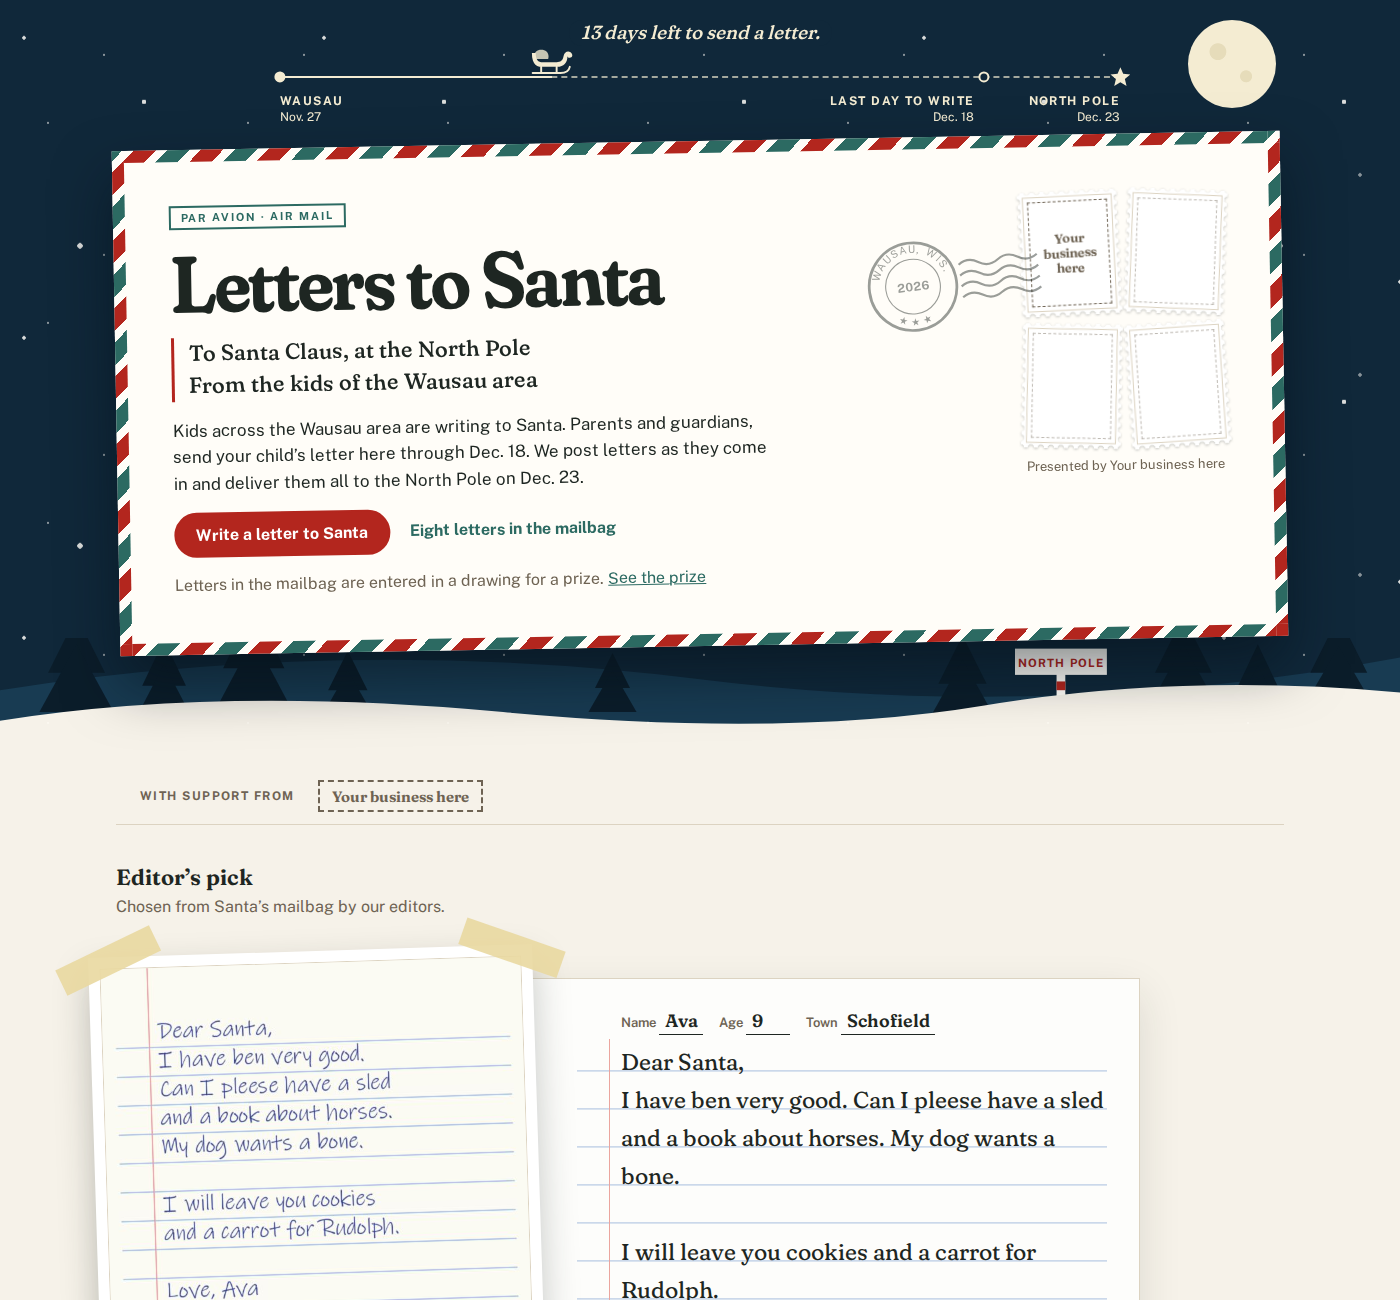 13 days left to send a letter.
WAUSAU
Nov. 27
LAST DAY TO WRITE
Dec. 18
NORTH POLE
Dec. 23
PAR AVION · AIR MAIL
Letters to Santa
To Santa Claus, at the North Pole
From the kids of the Wausau area
Kids across the Wausau area are writing to Santa. Parents and guardians,
send your child’s letter here through Dec. 18. We post letters as they come
in and deliver them all to the North Pole on Dec. 23.
Write a letter to Santa
Eight letters in the mailbag
Letters in the mailbag are entered in a drawing for a prize. See the prize
WAUSAU, WIS.
2026
Your
business
here
Presented by Your business here
NORTH POLE
WITH SUPPORT FROM
Your business here
Editor’s pick
Chosen from Santa’s mailbag by our editors.
Dear Santa,
I have ben very good.
Can I pleese have a sled
and a book about horses.
My dog wants a bone.
I will leave you cookies
and a carrot for Rudolph.
Love, Ava
Name Ava Age 9 Town Schofield
Dear Santa,
I have ben very good. Can I pleese have a sled
and a book about horses. My dog wants a
bone.
I will leave you cookies and a carrot for
Rudolph.